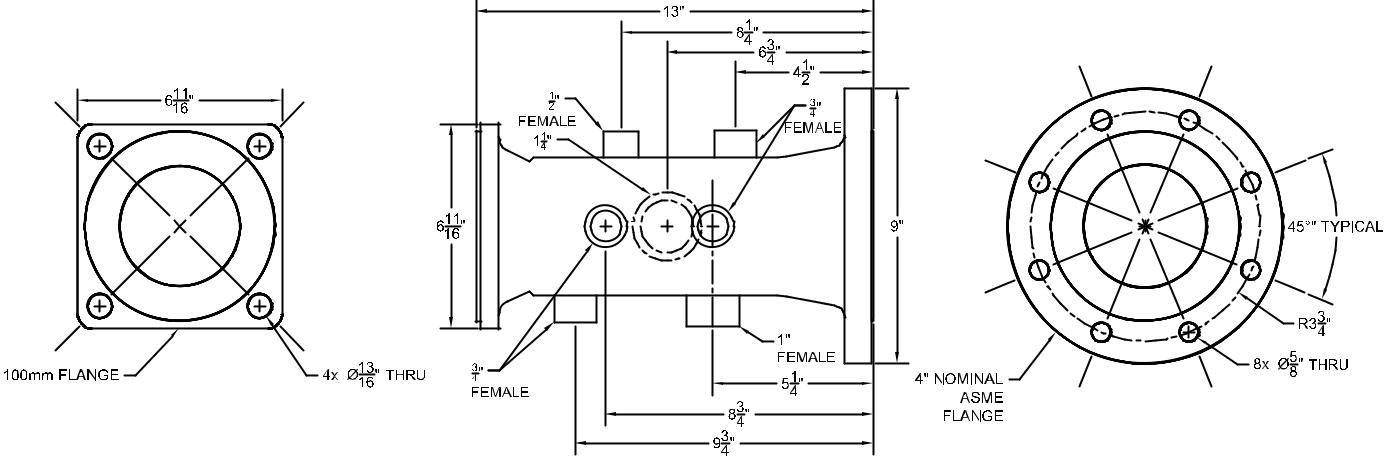 6 11/16"
100mm FLANGE
4x Ø13/16" THRU
13"
8 1/4"
6 3/4"
4 1/2"
1/2"
FEMALE
3/4"
FEMALE
1 1/4"
6 11/16"
9"
3/4"
FEMALE
1"
FEMALE
5 1/4"
8 3/4"
9 3/4"
45°" TYPICAL
R3 3/4"
8x Ø5/8" THRU
4" NOMINAL
ASME
FLANGE